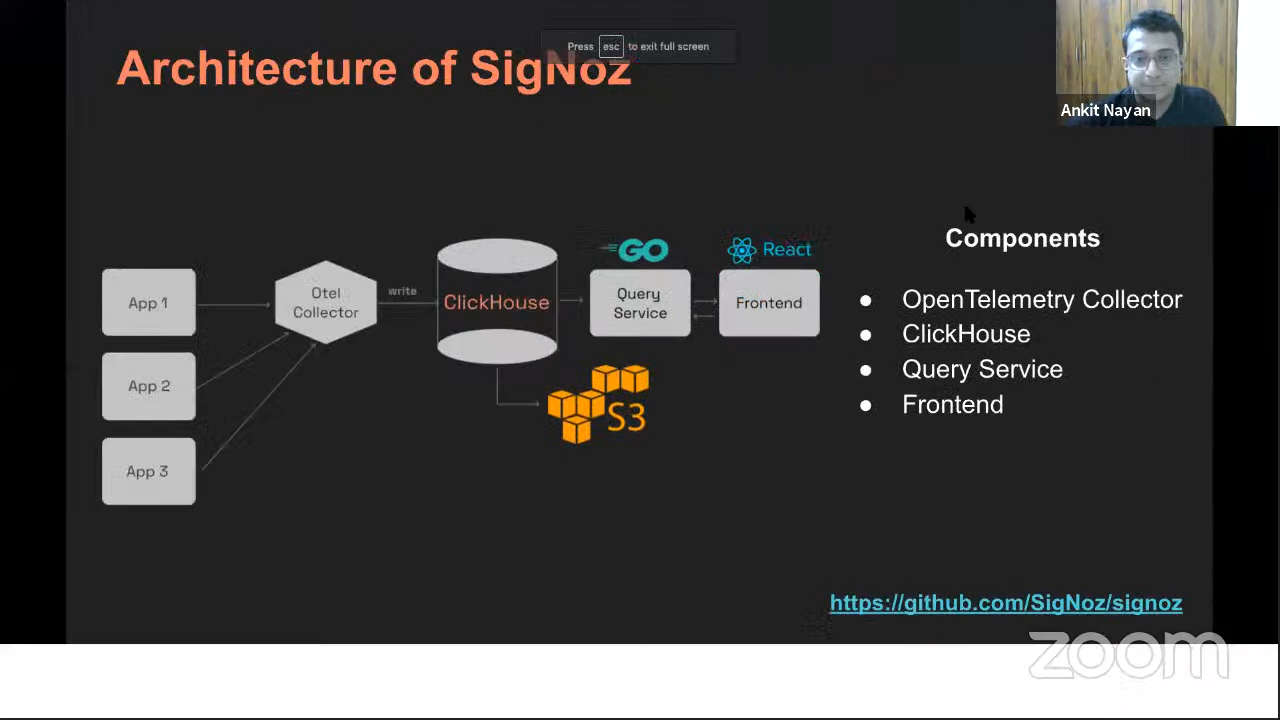 Press esc to exit full screen
Architecture of SigNoz
Ankit Nayan
GO
React
App 1
App 2
App 3
Otel
Collector
write
ClickHouse
Query
Service
Frontend
S3
Components
● OpenTelemetry Collector
● ClickHouse
● Query Service
● Frontend
https://github.com/SigNoz/signoz
zoom